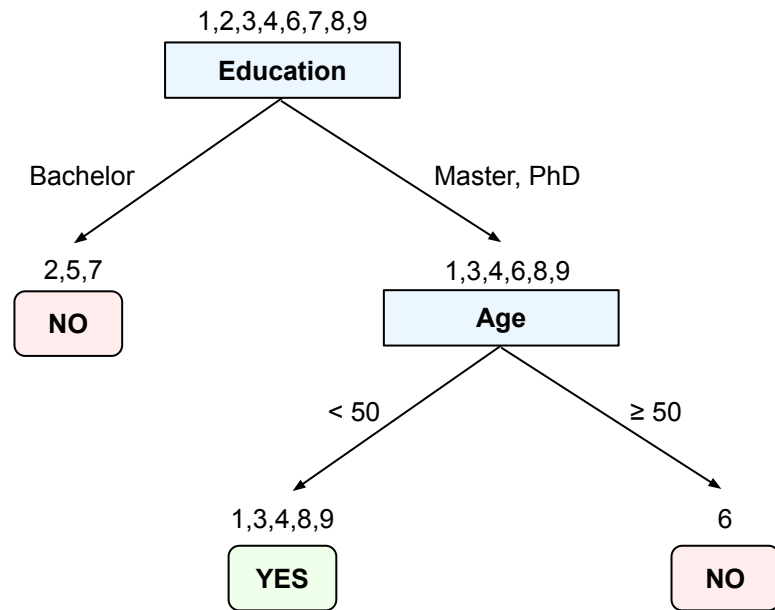 1,2,3,4,6,7,8,9
Education
Bachelor
Master, PhD
2,5,7
NO
1,3,4,6,8,9
Age
< 50
≥ 50
1,3,4,8,9
YES
6
NO